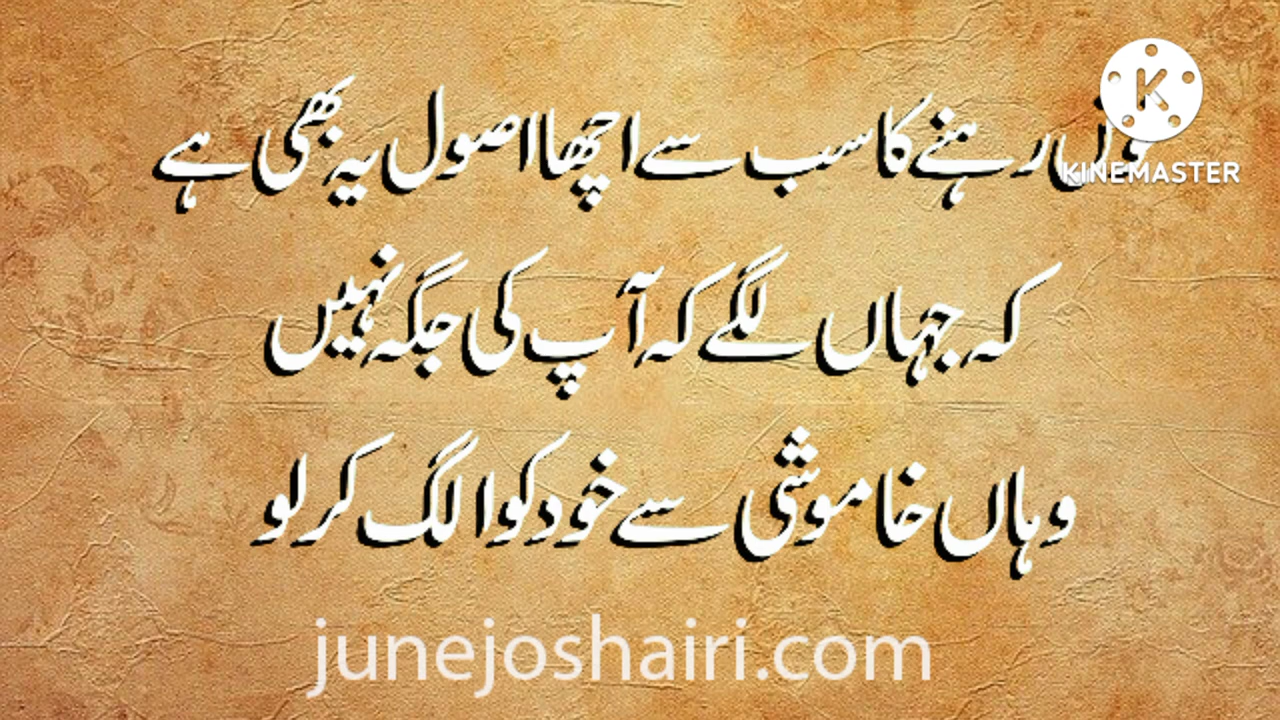 رہنے کا سب سے اچھا اصول یہ بھی ہے
KINEMASTER
کہ جہاں لگے کہ آپ کی جگہ نہیں
وہاں خاموشی سے خود کو الگ کر لو
junejoshairi.com